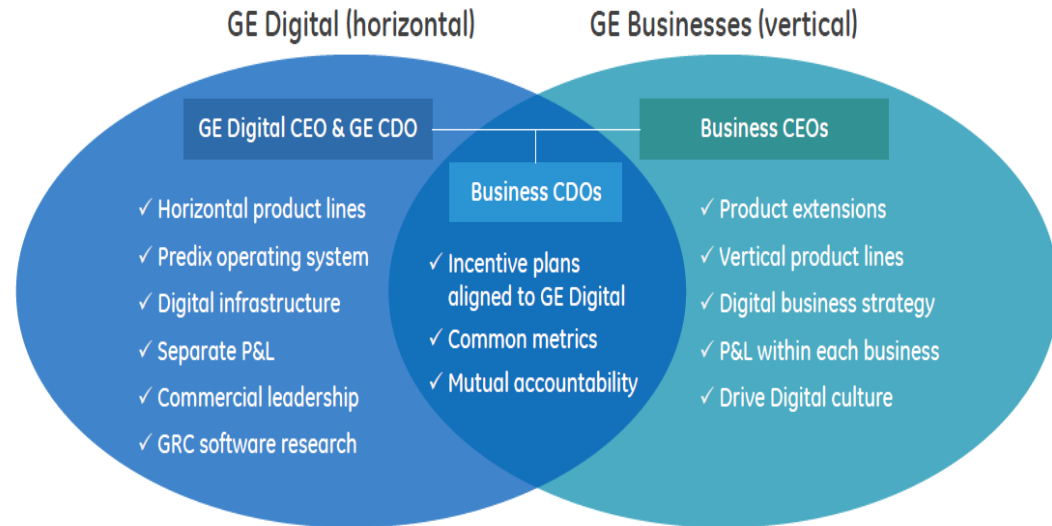 GE Digital (horizontal)
GE Businesses (vertical)
GE Digital CEO & GE CDO
✓ Horizontal product lines
✓ Predix operating system
✓ Digital infrastructure
✓ Separate P&L
✓ Commercial leadership
✓ GRC software research
Business CDOs
✓ Incentive plans
aligned to GE Digital
✓ Common metrics
✓ Mutual accountability
Business CEOs
✓ Product extensions
✓ Vertical product lines
✓ Digital business strategy
✓ P&L within each business
✓ Drive Digital culture